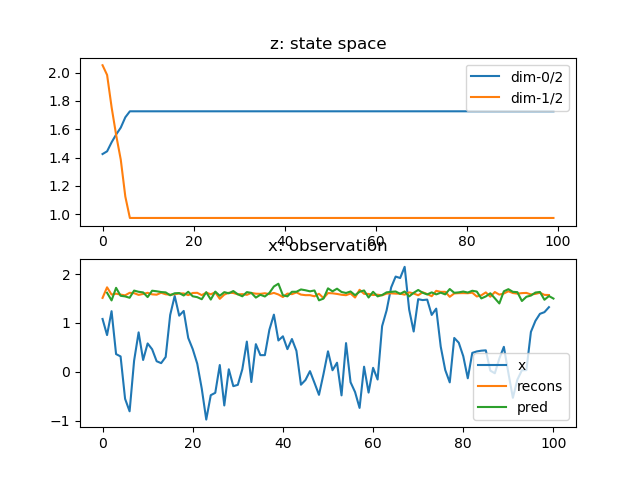 z: state space
2.0
1.8
1.6
1.4
1.2
1.0
dim-0/2
dim-1/2
0 20 40 60 80 100
x: observation
2
1
0
−1
x
recons
pred
0 20 40 60 80 100